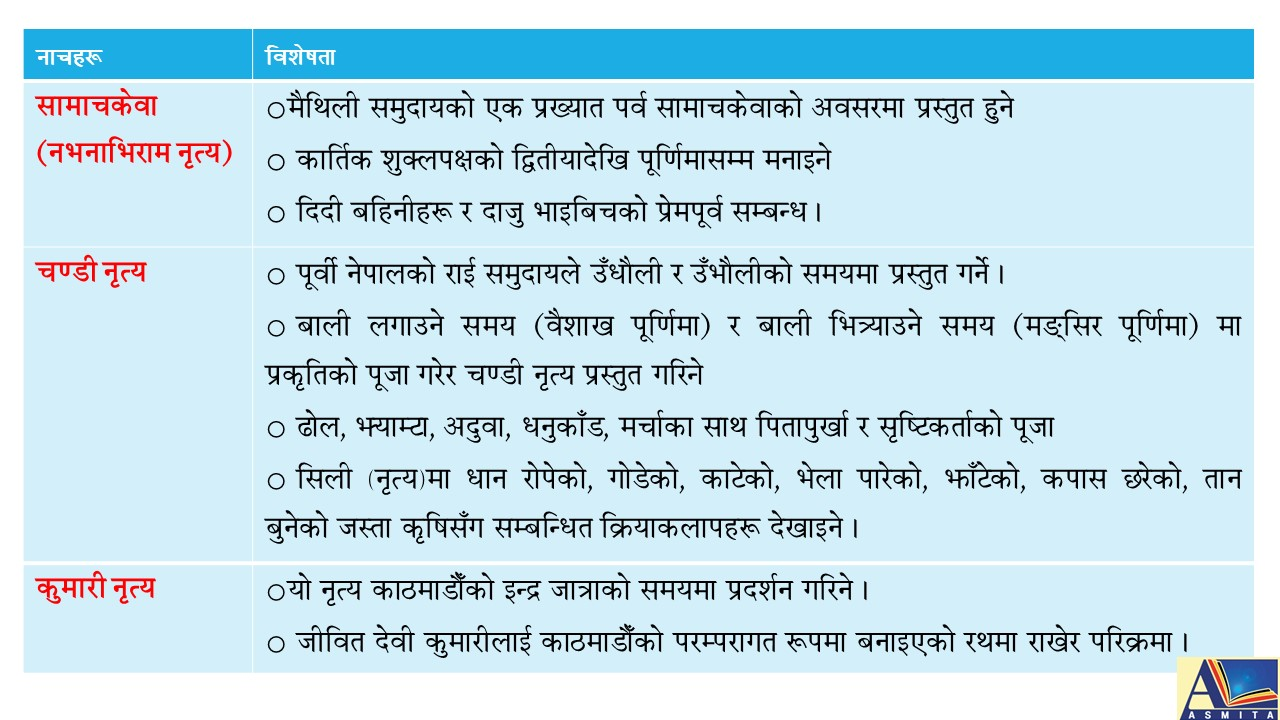 नाचहरू
विशेषता
सामाचकेवा
(नभनाभिराम नृत्य)
○मैथिली समुदायको एक प्रख्यात पर्व सामाचकेवाको अवसरमा प्रस्तुत हुने
○ कार्तिक शुक्लपक्षको द्वितीयादेखि पूर्णिमासम्म मनाइने
○ दिदी बहिनीहरू र दाजु भाइबिचको प्रेमपूर्व सम्बन्ध।
चण्डी नृत्य
○ पूर्वी नेपालको राई समुदायले उँधौली र उँभौलीको समयमा प्रस्तुत गर्ने।
○ बाली लगाउने समय (वैशाख पूर्णिमा) र बाली भित्र्याउने समय (मङ्सिर पूर्णिमा) मा
प्रकृतिको पूजा गरेर चण्डी नृत्य प्रस्तुत गरिने
○ ढोल, झ्याम्टा, अदुवा, धनुकाँड, मर्चाका साथ पितापुर्खा र सृष्टिकर्ताको पूजा
○ सिली (नृत्य)मा धान रोपेको, गोडेको, काटेको, भेला पारेको, झाँटेको, कपास छरेको, तान
बुनेको जस्ता कृषिसँग सम्बन्धित क्रियाकलापहरू देखाइने।
कुमारी नृत्य
○यो नृत्य काठमाडौँको इन्द्र जात्राको समयमा प्रदर्शन गरिने।
○ जीवित देवी कुमारीलाई काठमाडौँको परम्परागत रूपमा बनाइएको रथमा राखेर परिक्रमा।
ASMITA